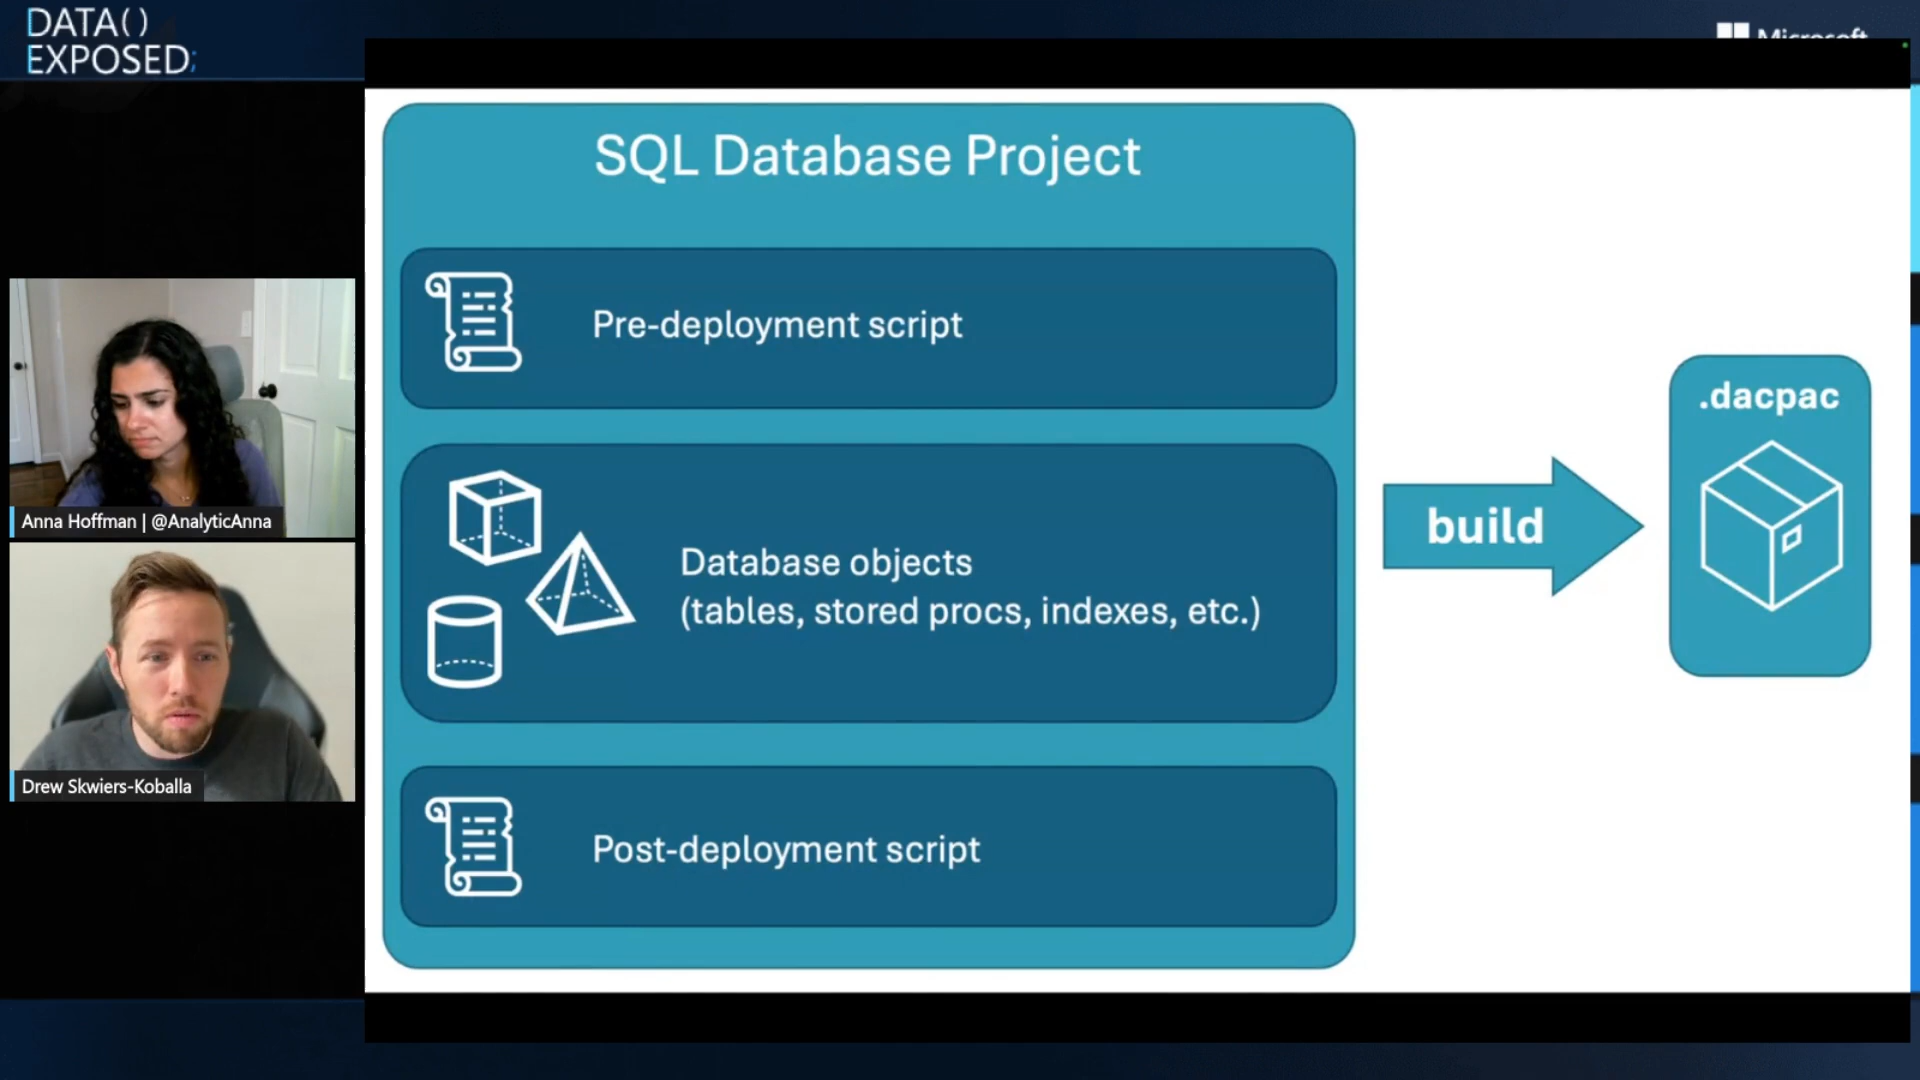 DATA()
EXPOSED;
Microsoft
SQL Database Project
Pre-deployment script
Database objects
(tables, stored procs, indexes, etc.)
Post-deployment script
build
.dacpac
Anna Hoffman | @AnalyticAnna
Drew Skwiers-Koballa